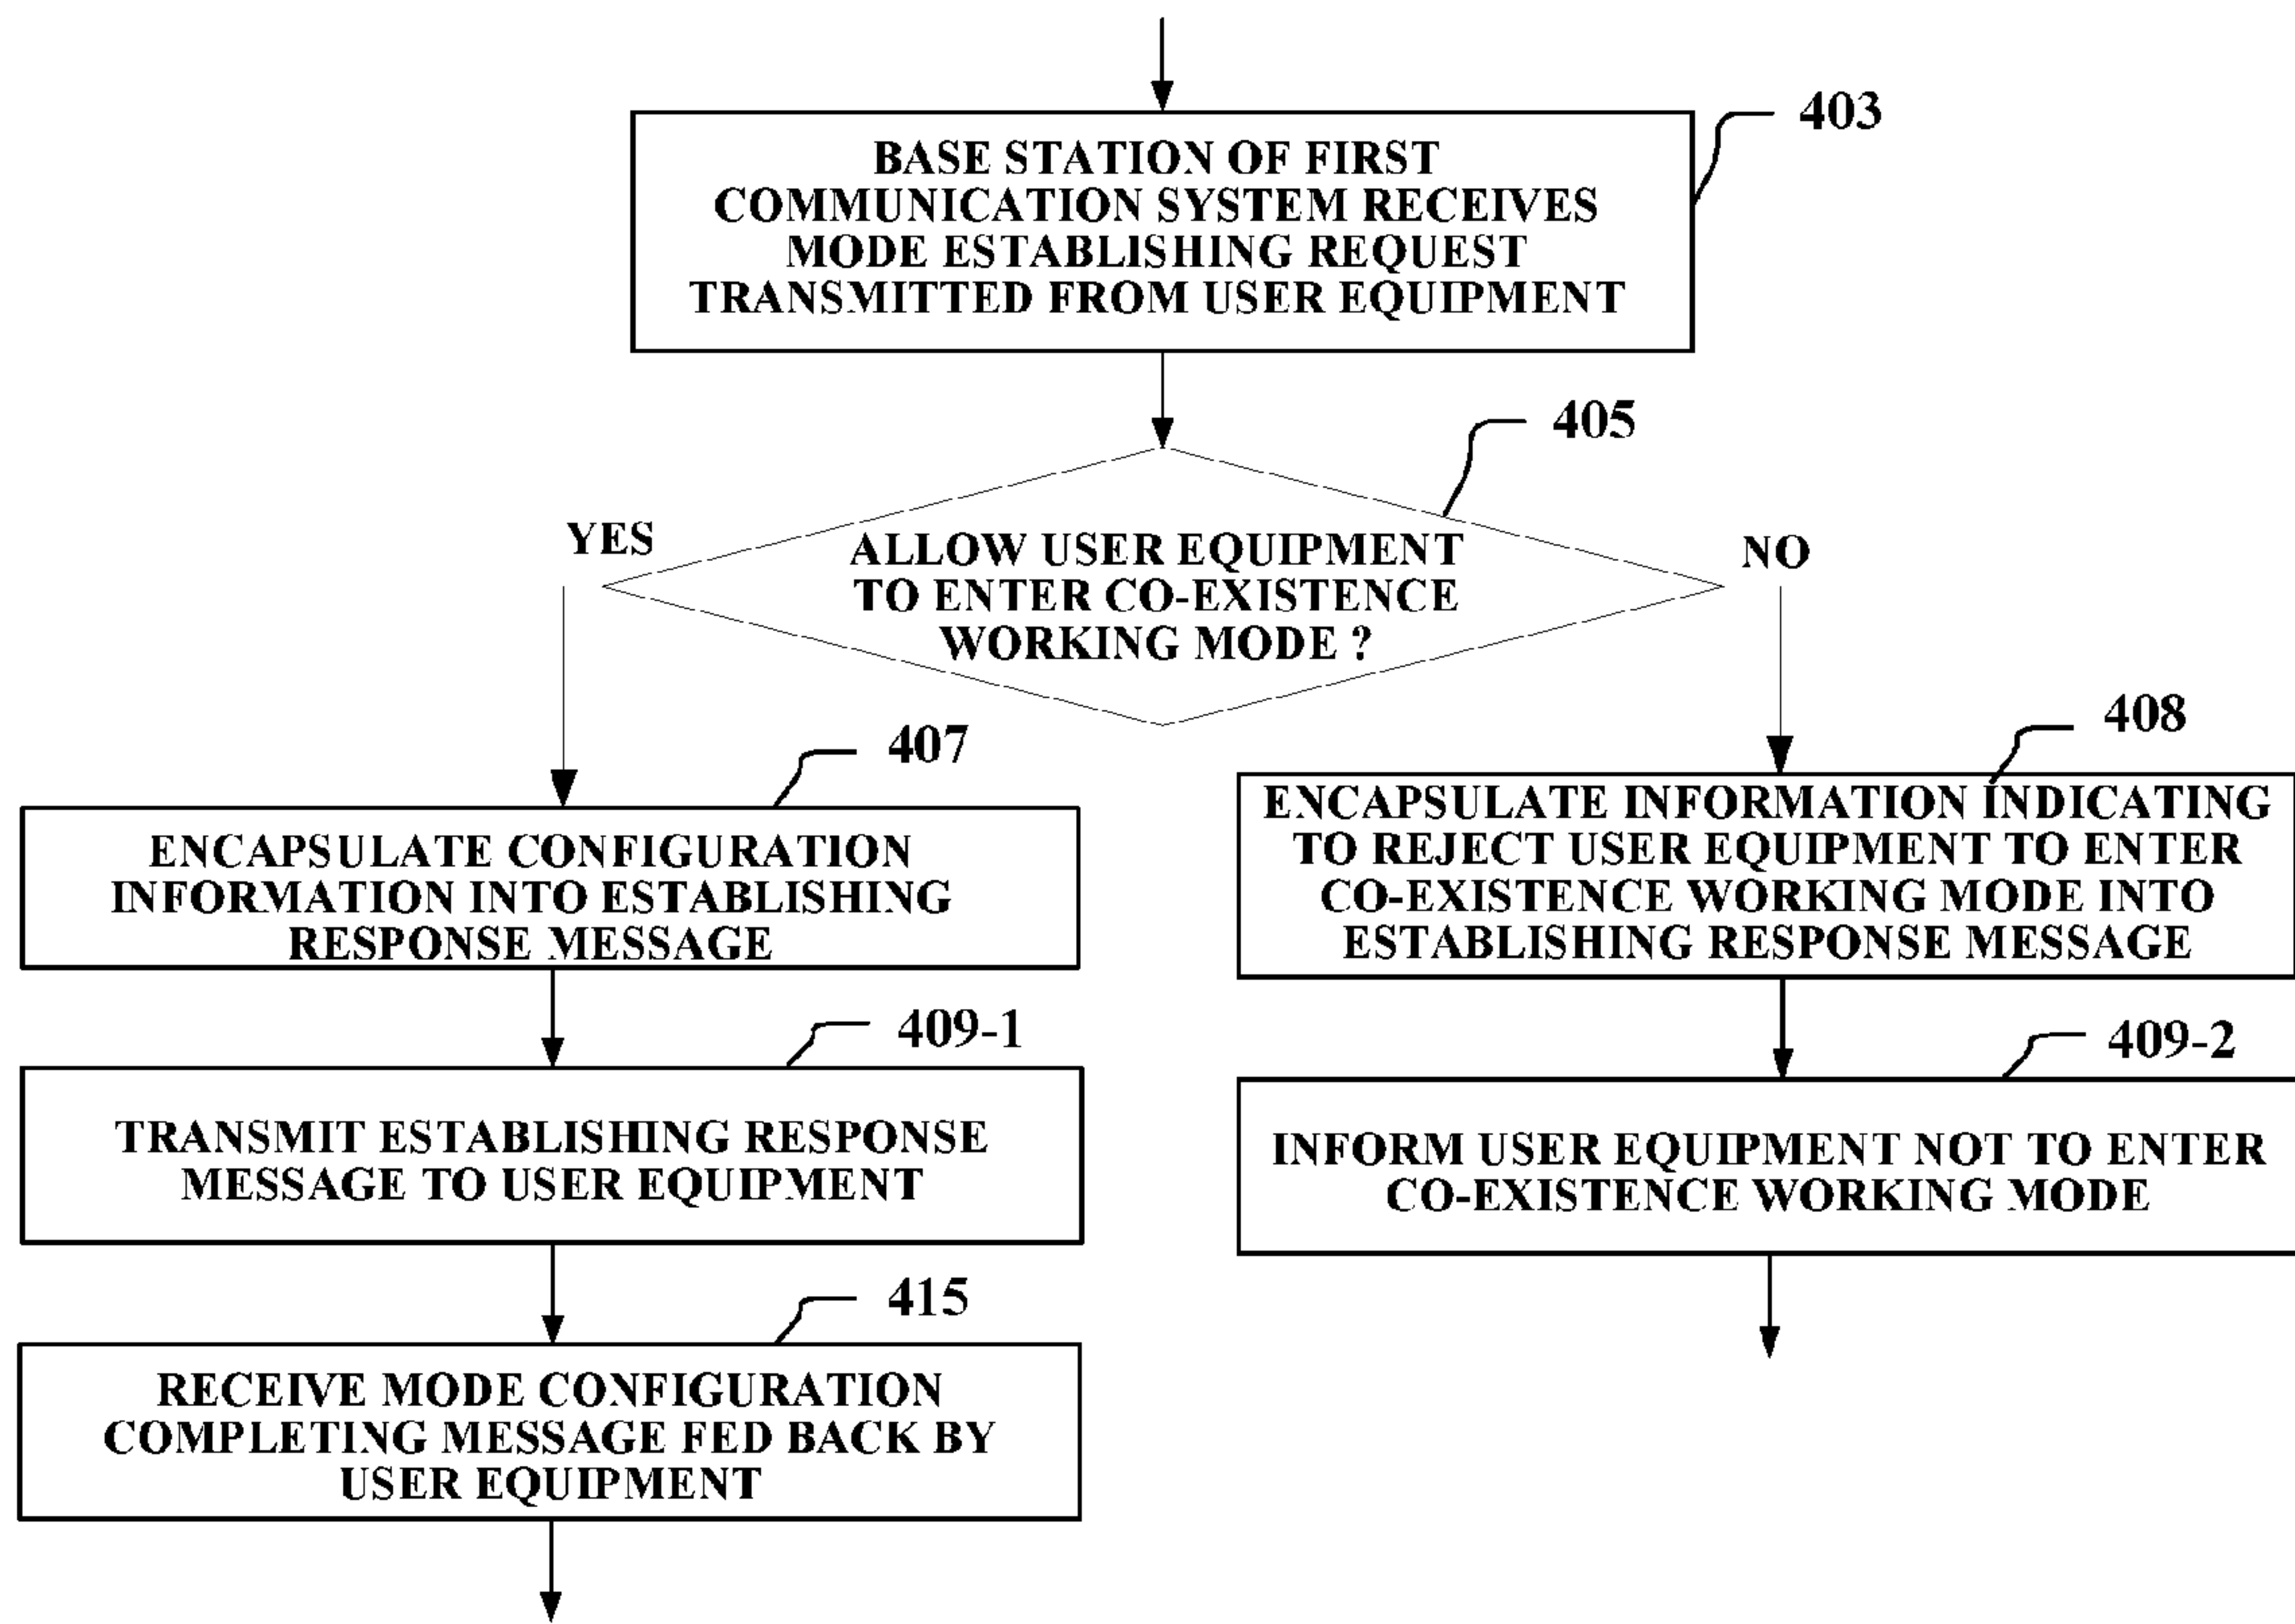 403
BASE STATION OF FIRST
COMMUNICATION SYSTEM RECEIVES
MODE ESTABLISHING REQUEST
TRANSMITTED FROM USER EQUIPMENT
405
YES
ALLOW USER EQUIPMENT
TO ENTER CO-EXISTENCE
WORKING MODE ?
NO
407
ENCAPSULATE CONFIGURATION
INFORMATION INTO ESTABLISHING
RESPONSE MESSAGE
408
ENCAPSULATE INFORMATION INDICATING
TO REJECT USER EQUIPMENT TO ENTER
CO-EXISTENCE WORKING MODE INTO
ESTABLISHING RESPONSE MESSAGE
409-1
TRANSMIT ESTABLISHING RESPONSE
MESSAGE TO USER EQUIPMENT
409-2
INFORM USER EQUIPMENT NOT TO ENTER
CO-EXISTENCE WORKING MODE
415
RECEIVE MODE CONFIGURATION
COMPLETING MESSAGE FED BACK BY
USER EQUIPMENT